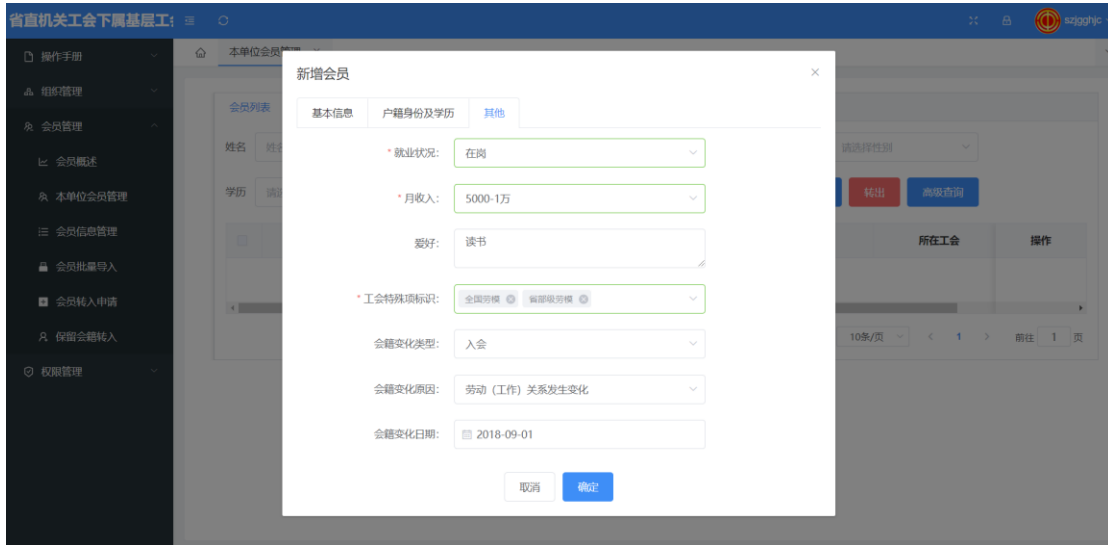 省直机关工会下属基层工会
szjgghjc
操作手册
本单位会员管理
组织管理
会员管理
会员概述
本单位会员管理
会员信息管理
会员批量导入
会员转入申请
保留会籍转入
权限管理
会员列表
姓名
请选择性别
学历
转出
高级查询
所在工会
操作
10条/页
1
前往 1 页
新增会员
基本信息
户籍身份及学历
其他
* 就业状况: 在岗
* 月收入: 5000-1万
爱好: 读书
* 工会特殊项标识: 全国劳模 省部级劳模
会籍变化类型: 入会
会籍变化原因: 劳动（工作）关系发生变化
会籍变化日期: 2018-09-01
取消
确定